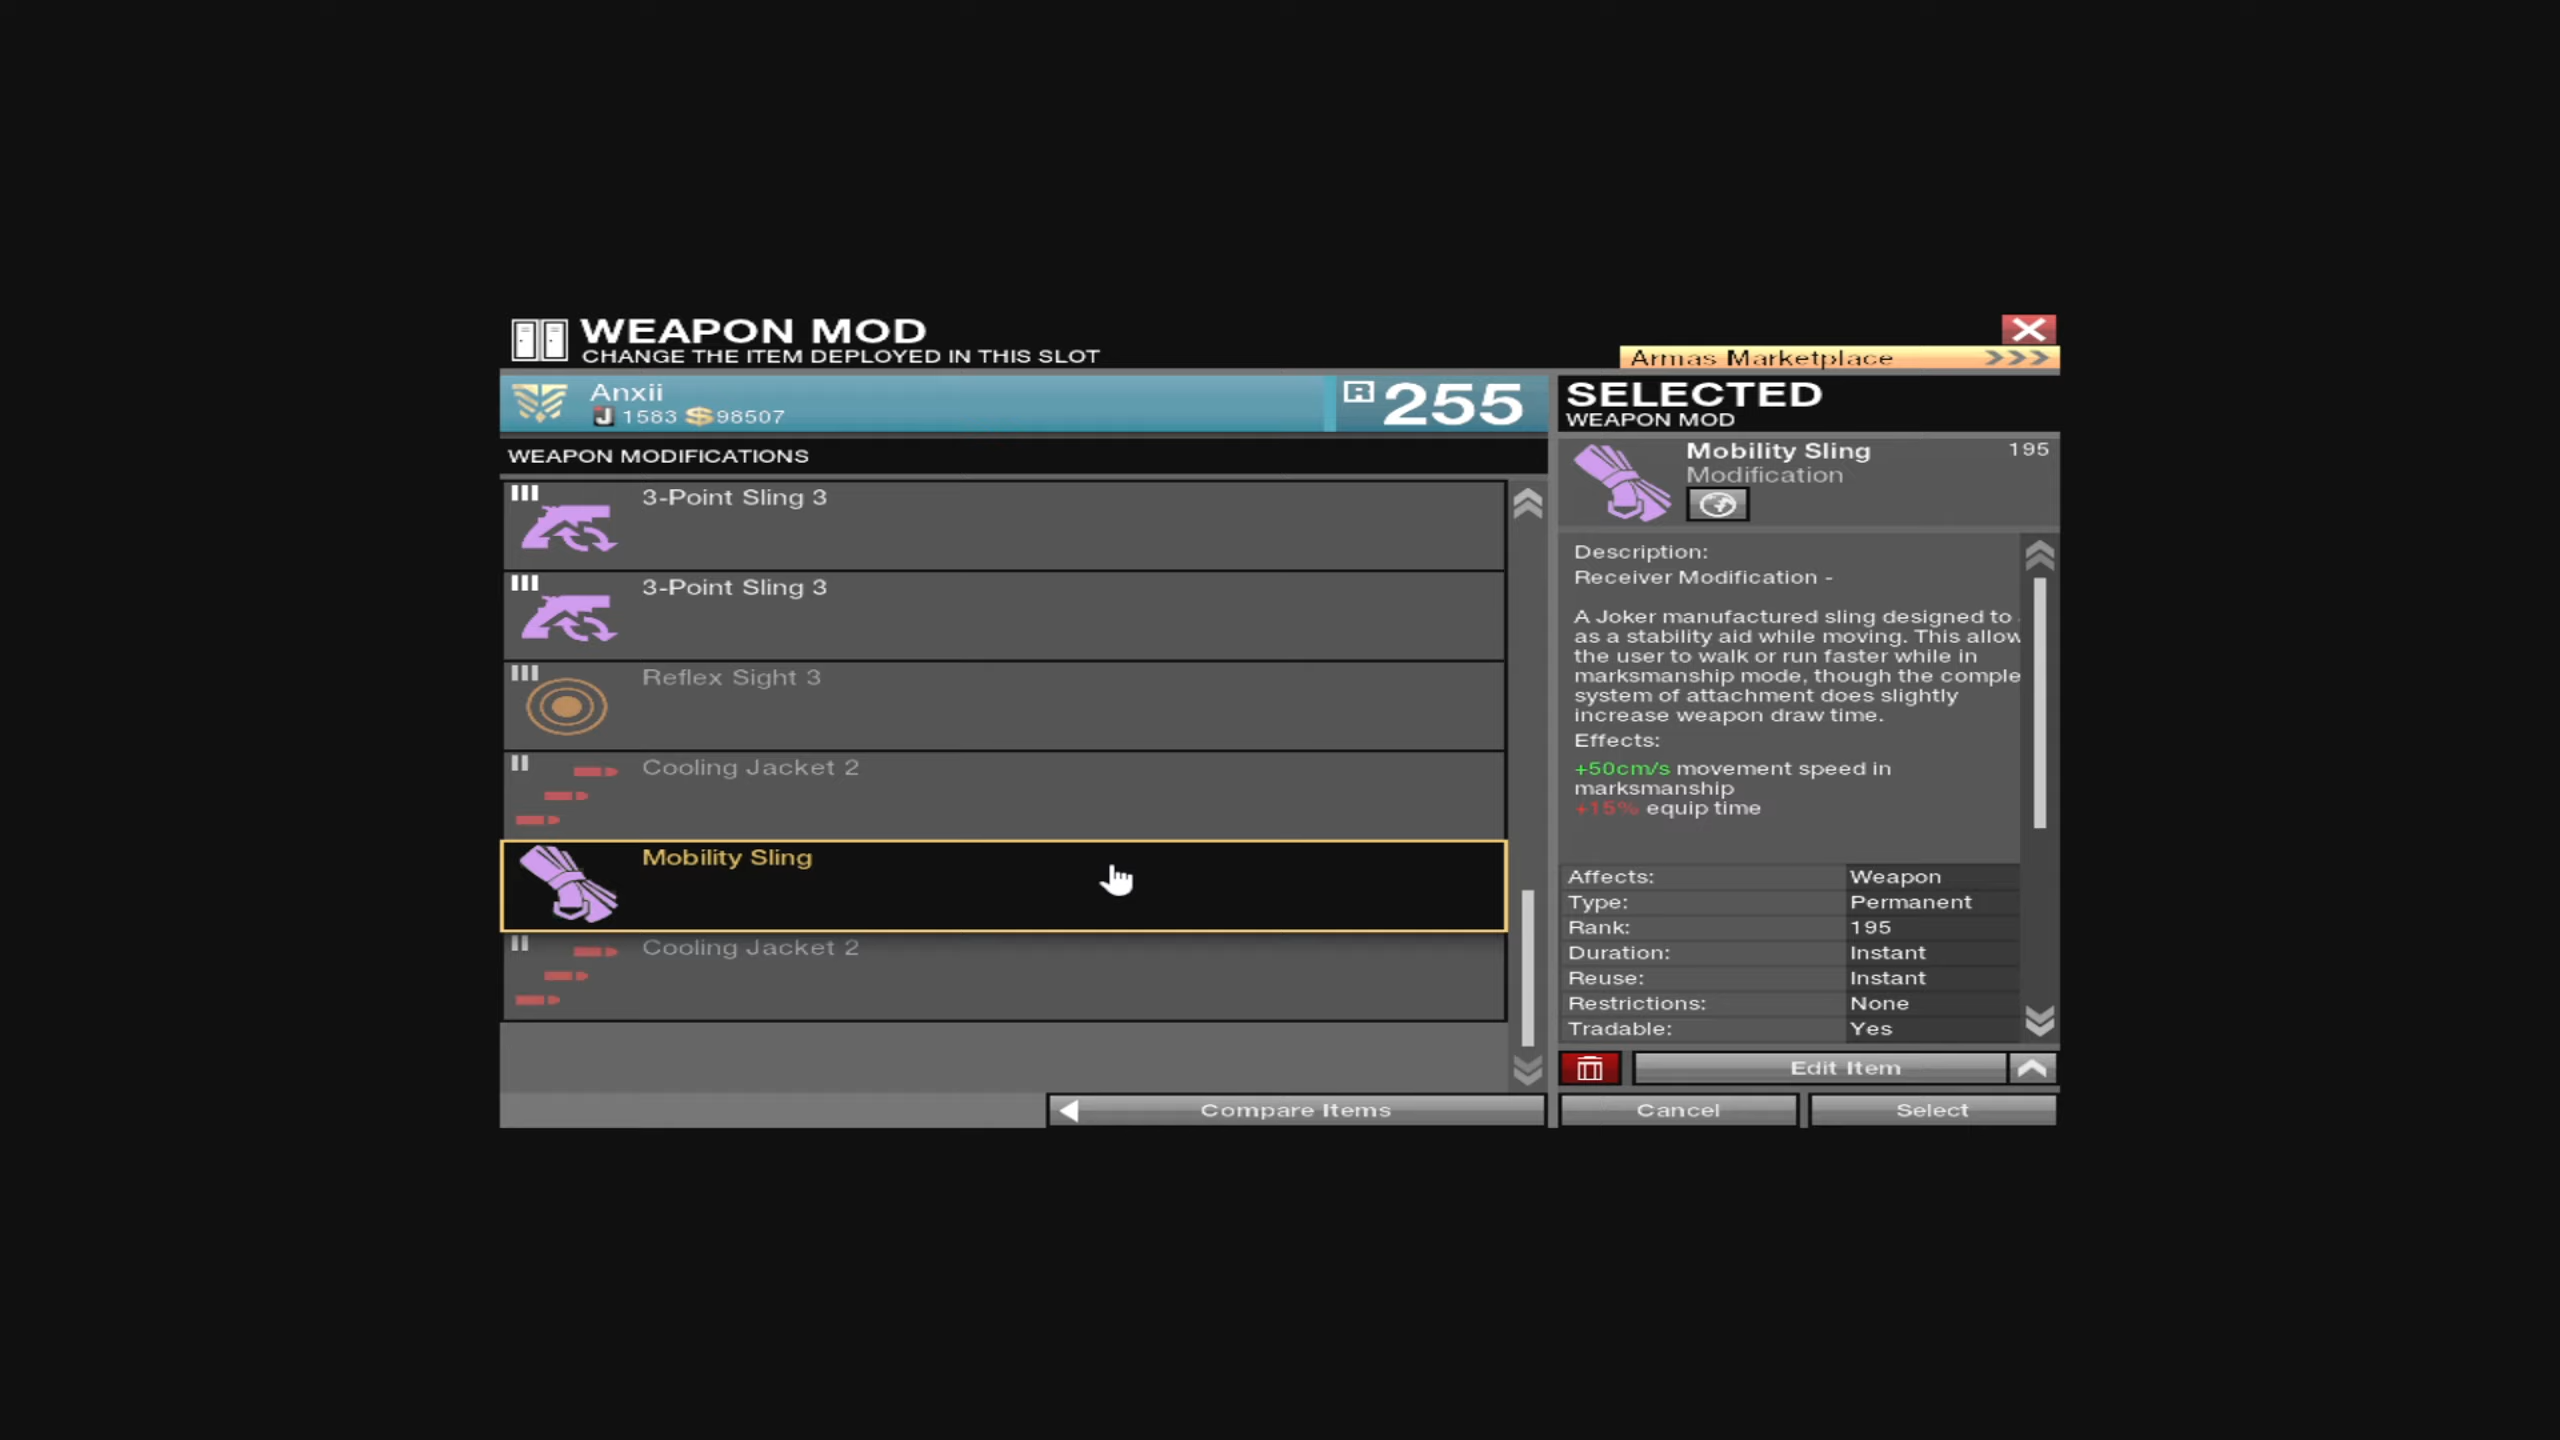 WEAPON MOD
CHANGE THE ITEM DEPLOYED IN THIS SLOT
Armas Marketplace
Anxii
J 1583 $98507
R 255
SELECTED
WEAPON MOD
WEAPON MODIFICATIONS
Mobility Sling 195
Modification
III 3-Point Sling 3
III 3-Point Sling 3
III Reflex Sight 3
II Cooling Jacket 2
Mobility Sling
II Cooling Jacket 2
Description:
Receiver Modification -
A Joker manufactured sling designed to
as a stability aid while moving. This allow
the user to walk or run faster while in
marksmanship mode, though the comple
system of attachment does slightly
increase weapon draw time.
Effects:
+50cm/s movement speed in
marksmanship
+15% equip time
Affects: Weapon
Type: Permanent
Rank: 195
Duration: Instant
Reuse: Instant
Restrictions: None
Tradable: Yes
Edit Item
Compare Items
Cancel
Select